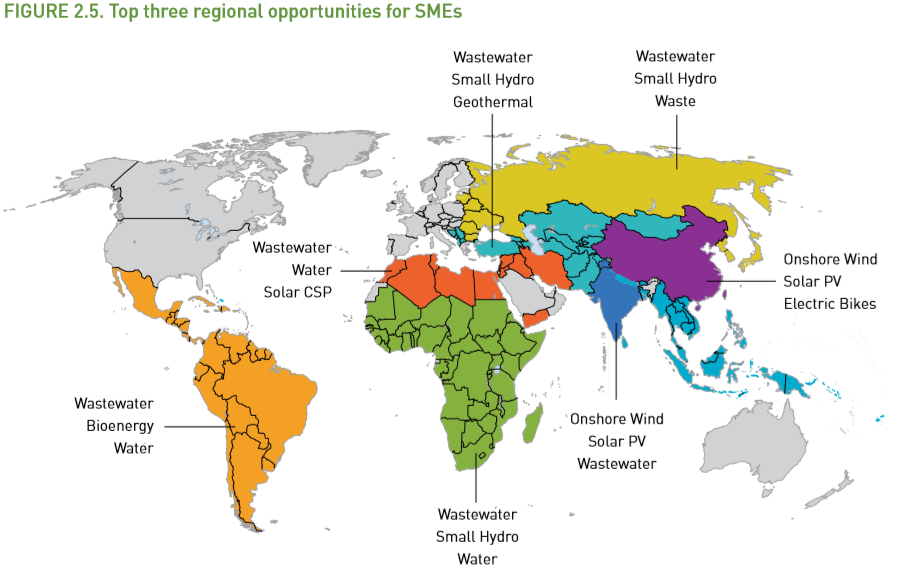 FIGURE 2.5. Top three regional opportunities for SMEs
Wastewater
Small Hydro
Geothermal
Wastewater
Small Hydro
Waste
Wastewater
Water
Solar CSP
Onshore Wind
Solar PV
Electric Bikes
Wastewater
Bioenergy
Water
Onshore Wind
Solar PV
Wastewater
Wastewater
Small Hydro
Water